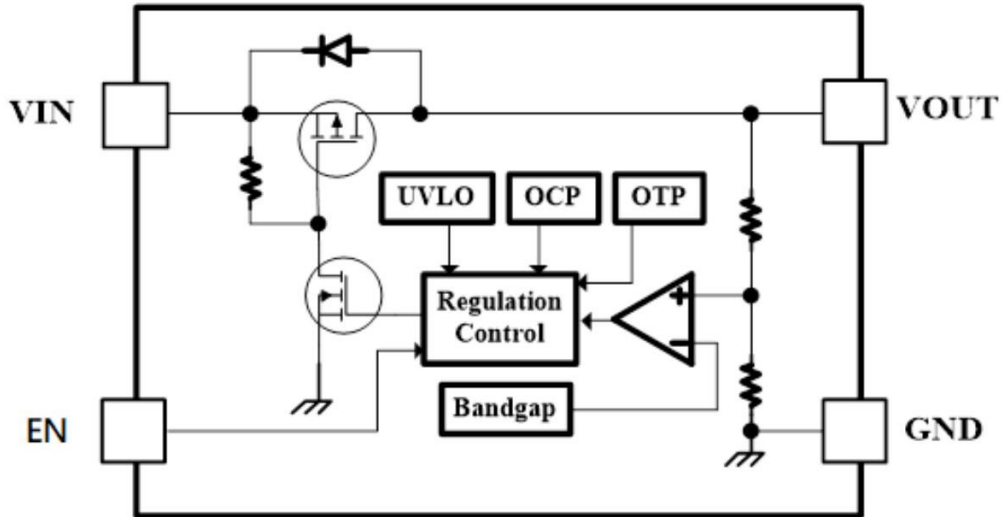 VIN
VOUT
UVLO
OCP
OTP
Regulation
Control
+
−
Bandgap
EN
GND